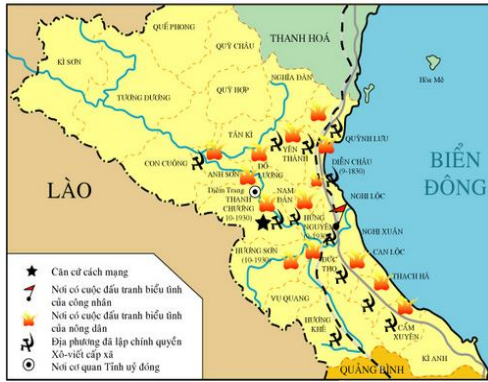 QUẾ PHONG
THANH HOÁ
KÌ SƠN
QUỲ CHÂU
Hòn Mê
NGHĨA ĐÀN
QUỲ HỢP
TƯƠNG DƯƠNG
TÂN KÌ
QUỲNH LƯU
YÊN
THÀNH
CON CUÔNG
ĐÔ
LƯƠNG
DIỄN CHÂU
(9-1830)
BIỂN
ĐÔNG
ANH SƠN
LÀO
THANH
CHƯƠNG
(10-1930)
NAM
ĐÀN
NGHI LỘC
HƯNG
NGUYÊN
NGHI XUÂN
HƯƠNG SƠN
(10-1930)
ĐỨC
THỌ
CAN LỘC
THẠCH HÀ
VỤ QUANG
HƯƠNG
KHÊ
CẨM
XUYÊN
KÌ ANH
QUẢNG BÌNH
Căn cứ cách mạng
Nơi có cuộc đấu tranh biểu tình
của công nhân
Nơi có cuộc đấu tranh biểu tình
của nông dân
Địa phương đã lập chính quyền
Xô-viết cấp xã
Nơi cơ quan Tỉnh uỷ đóng